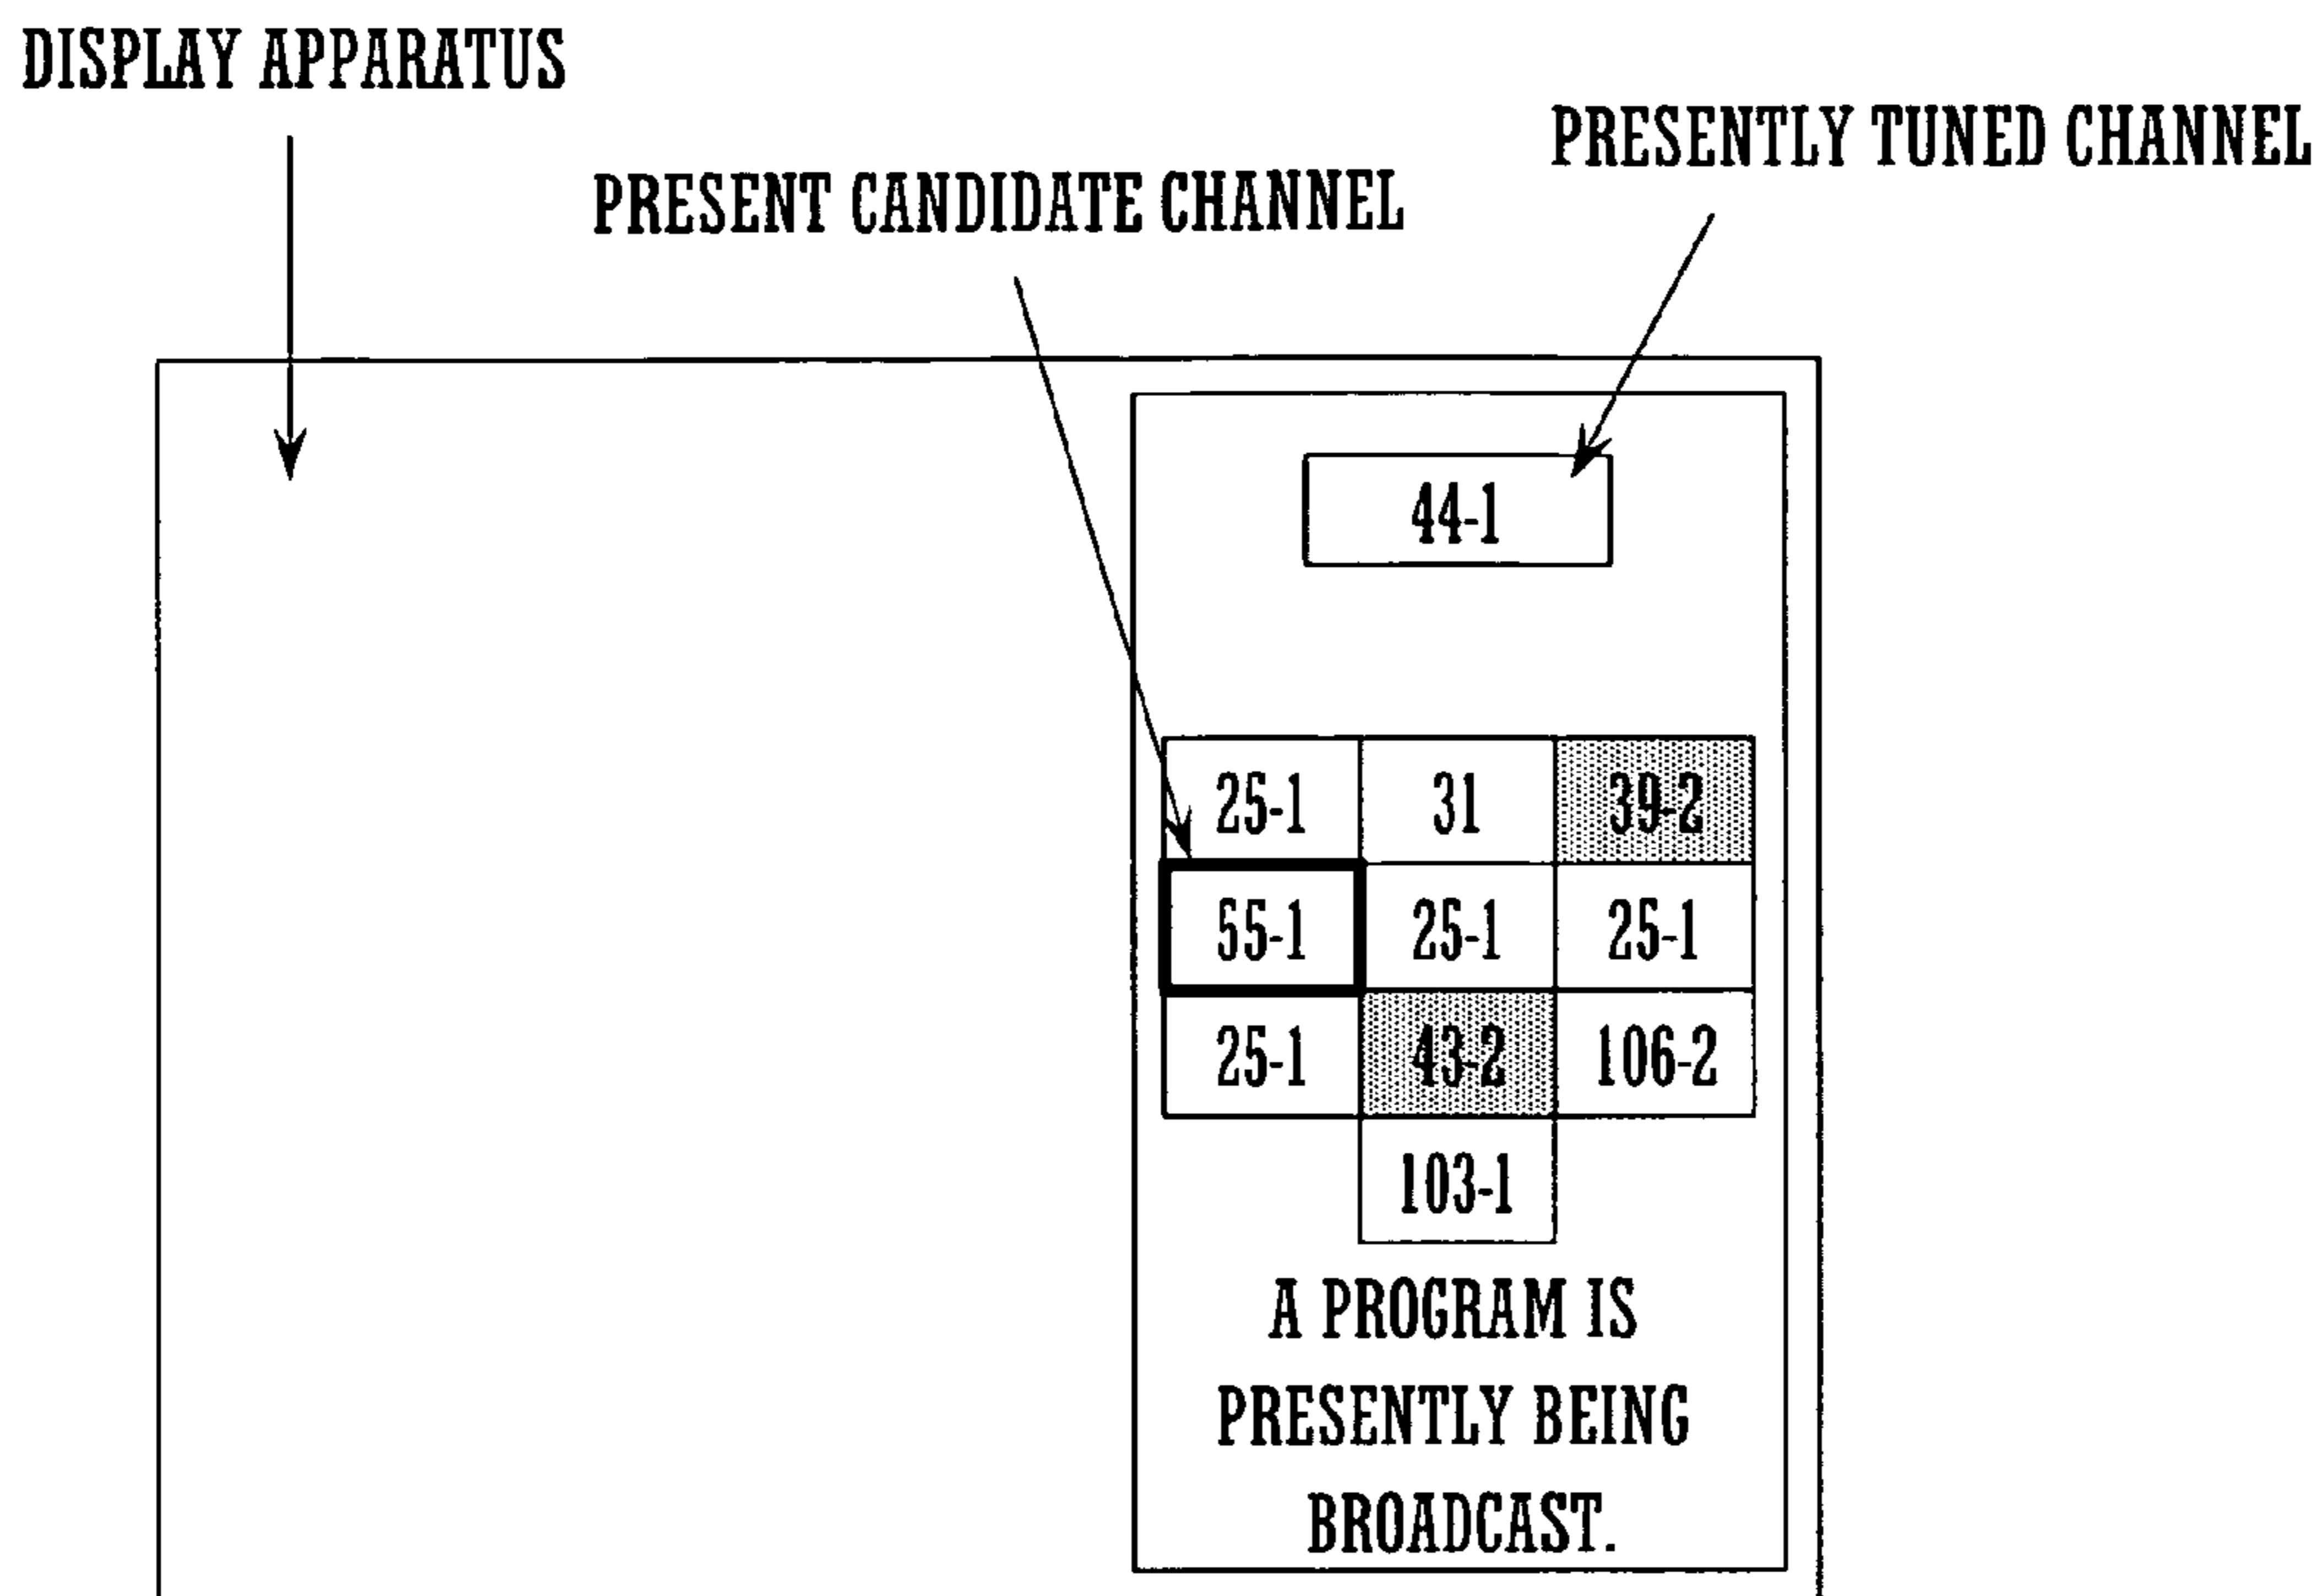 DISPLAY APPARATUS
PRESENTLY TUNED CHANNEL
PRESENT CANDIDATE CHANNEL
44-1
25-1 31 39-2
55-1 25-1 25-1
25-1 43-2 106-2
103-1
A PROGRAM IS
PRESENTLY BEING
BROADCAST.